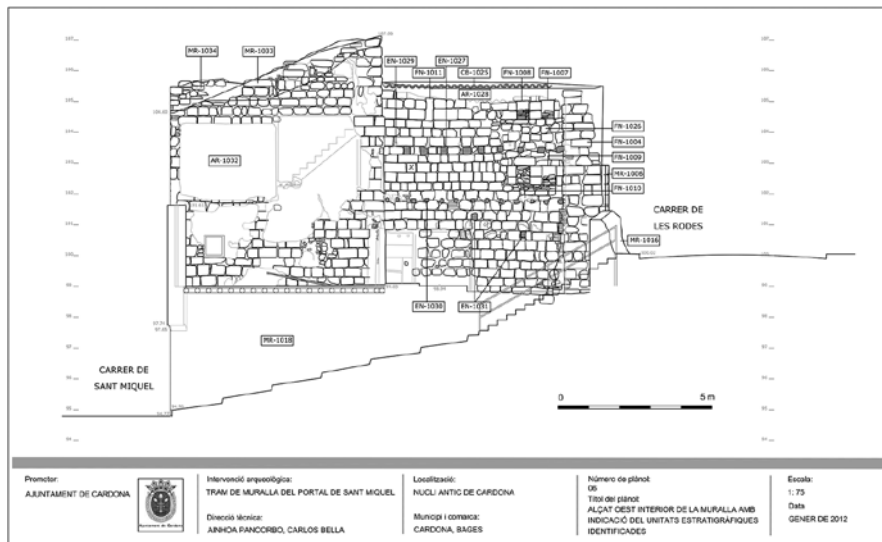 MR-1034
MR-1033
EN-1029
EN-1027
FN-1011
CB-1025
FN-1008
FN-1007
AR-1028
FN-1026
FN-1004
FN-1009
MR-1006
FN-1010
AR-1032
CARRER DE
LES RODES
MR-1016
EN-1030
EN-1031
MR-1018
CARRER DE
SANT MIQUEL
0
5 m
Promotor:
AJUNTAMENT DE CARDONA
Ajuntament de Cardona
Intervenció arqueològica:
TRAM DE MURALLA DEL PORTAL DE SANT MIQUEL
Direcció tècnica:
AINHOA PANCORBO, CARLOS BELLA
Localització:
NUCLI ANTIC DE CARDONA
Municipi i comarca:
CARDONA, BAGES
Número de plànol:
06
Títol del plànol:
ALÇAT OEST INTERIOR DE LA MURALLA AMB
INDICACIÓ DEL UNITATS ESTRATIGRÀFIQUES
IDENTIFICADES
Escala:
1: 75
Data
GENER DE 2012